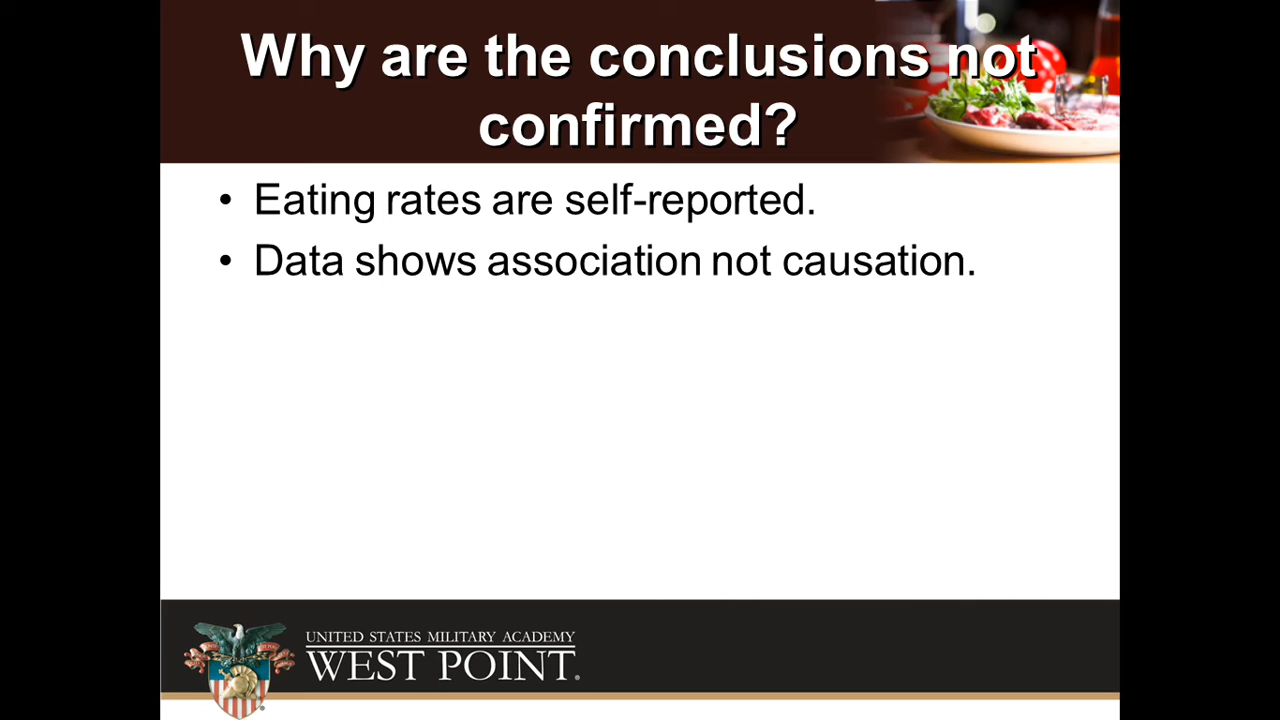 Why are the conclusions not
confirmed?
• Eating rates are self-reported.
• Data shows association not causation.
UNITED STATES MILITARY ACADEMY
WEST POINT®